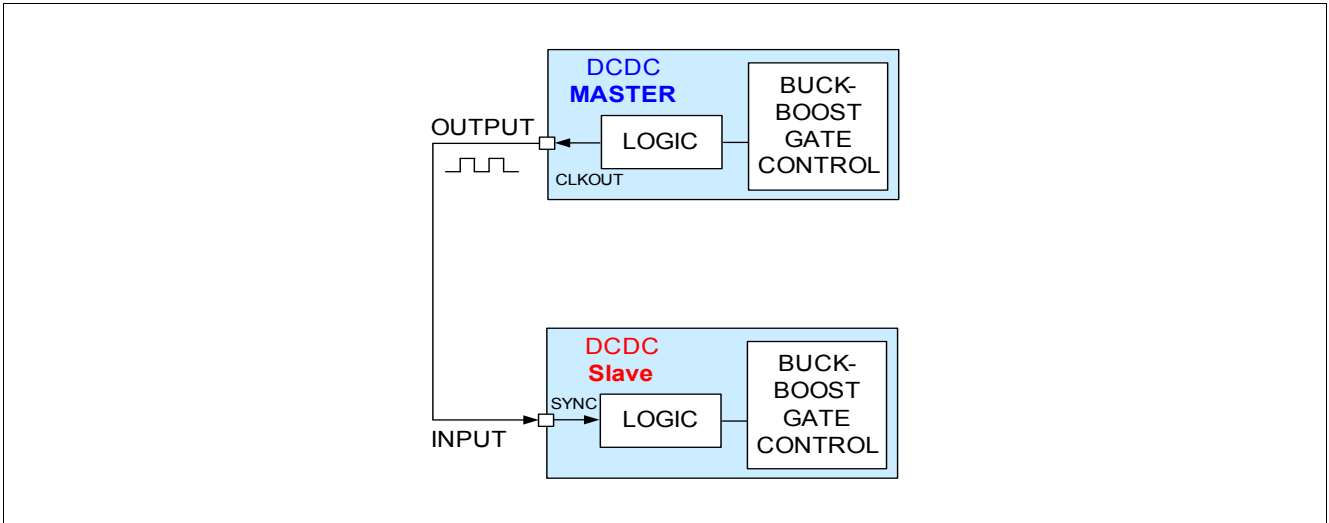 DCDC
MASTER
BUCK-
BOOST
GATE
CONTROL
OUTPUT
LOGIC
CLKOUT
DCDC
Slave
BUCK-
BOOST
GATE
CONTROL
SYNC
LOGIC
INPUT